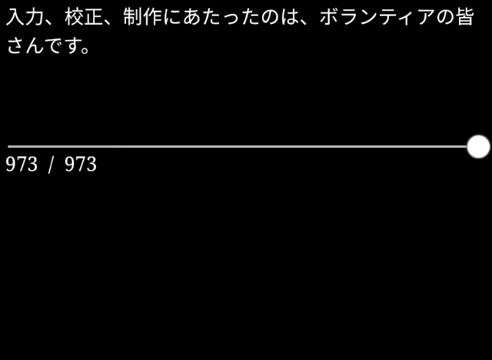 入力、校正、制作にあたったのは、ボランティアの皆
さんです。
973 / 973